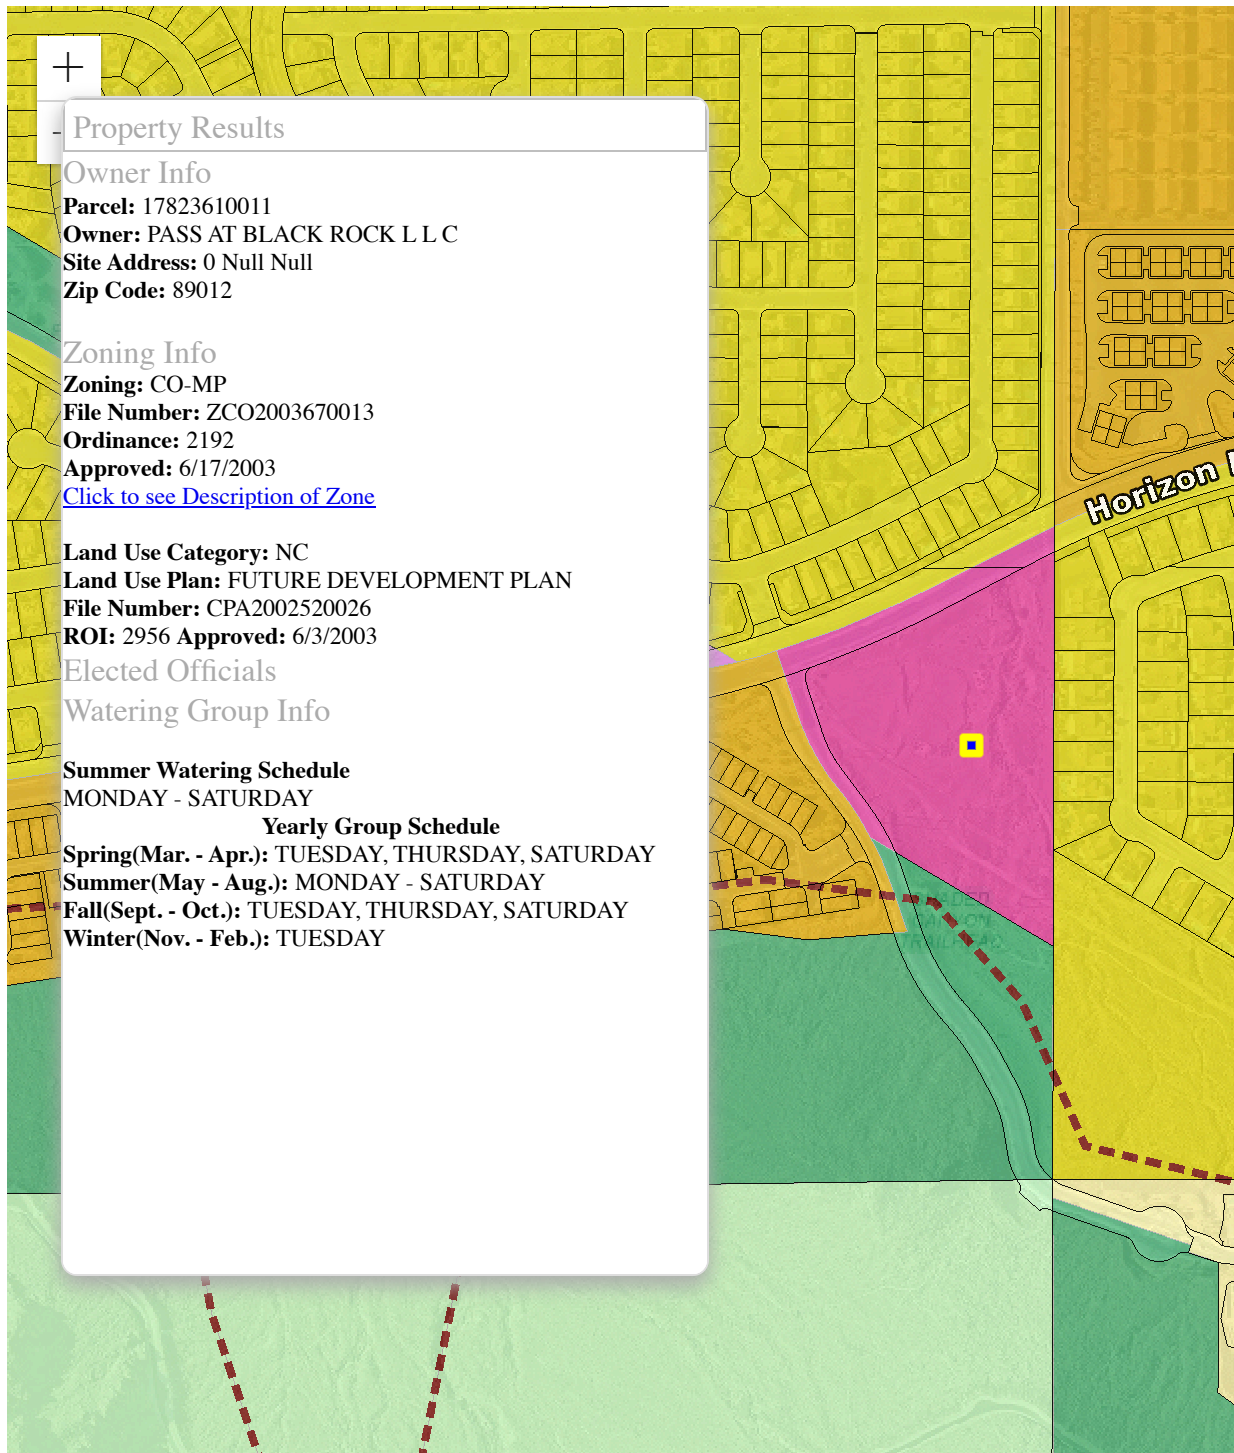 +
Property Results
Owner Info
Parcel: 17823610011
Owner: PASS AT BLACK ROCK L L C
Site Address: 0 Null Null
Zip Code: 89012
Zoning Info
Zoning: CO-MP
File Number: ZCO2003670013
Ordinance: 2192
Approved: 6/17/2003
Click to see Description of Zone
Land Use Category: NC
Land Use Plan: FUTURE DEVELOPMENT PLAN
File Number: CPA2002520026
ROI: 2956 Approved: 6/3/2003
Elected Officials
Watering Group Info
Summer Watering Schedule
MONDAY - SATURDAY
Yearly Group Schedule
Spring(Mar. - Apr.): TUESDAY, THURSDAY, SATURDAY
Summer(May - Aug.): MONDAY - SATURDAY
Fall(Sept. - Oct.): TUESDAY, THURSDAY, SATURDAY
Winter(Nov. - Feb.): TUESDAY
Horizon
TRAILHEAD